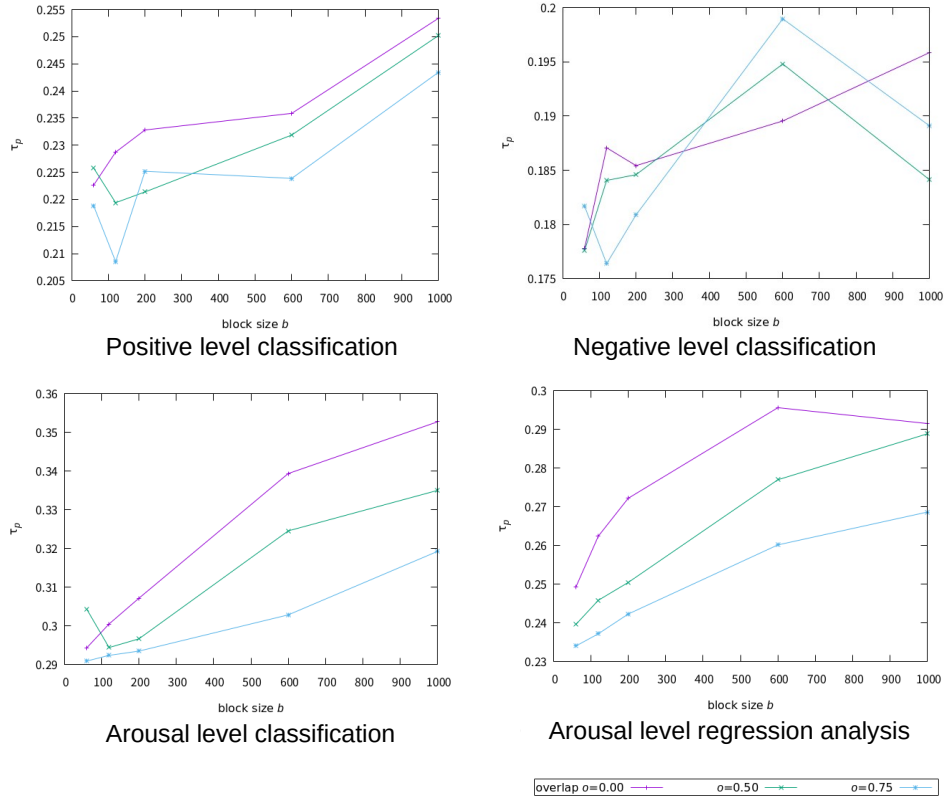 0.255
0.25
0.245
0.24
0.235
0.23
0.225
0.22
0.215
0.21
0.205
τp
0 100 200 300 400 500 600 700 800 900 1000
block size b
Positive level classification
0.2
0.195
0.19
0.185
0.18
0.175
τp
0 100 200 300 400 500 600 700 800 900 1000
block size b
Negative level classification
0.36
0.35
0.34
0.33
0.32
0.31
0.3
0.29
τp
0 100 200 300 400 500 600 700 800 900 1000
block size b
Arousal level classification
0.3
0.29
0.28
0.27
0.26
0.25
0.24
0.23
τp
0 100 200 300 400 500 600 700 800 900 1000
block size b
Arousal level regression analysis
overlap o=0.00 o=0.50 o=0.75